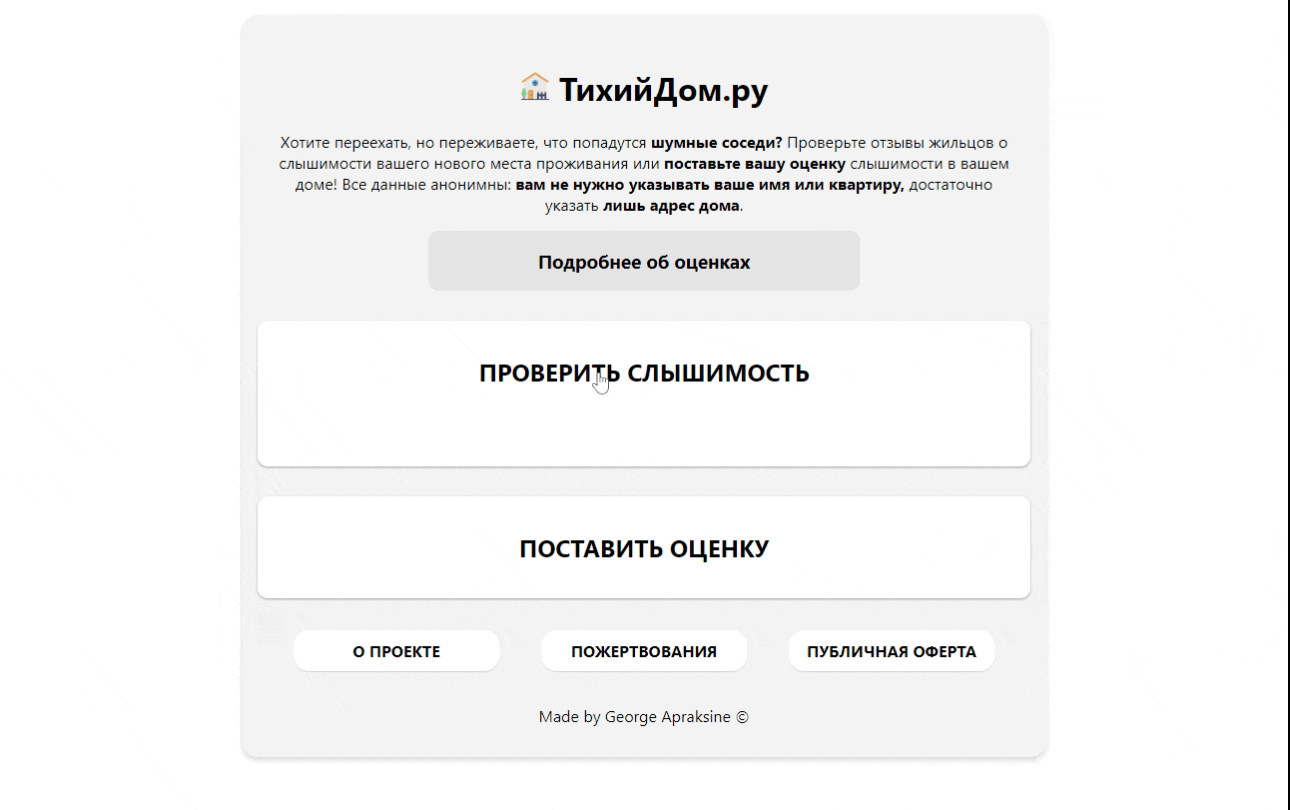 ТихийДом.ру
Хотите переехать, но переживаете, что попадутся шумные соседи? Проверьте отзывы жильцов о
слышимости вашего нового места проживания или поставьте вашу оценку слышимости в вашем
доме! Все данные анонимны: вам не нужно указывать ваше имя или квартиру, достаточно
указать лишь адрес дома.
Подробнее об оценках
ПРОВЕРИТЬ СЛЫШИМОСТЬ
ПОСТАВИТЬ ОЦЕНКУ
О ПРОЕКТЕ
ПОЖЕРТВОВАНИЯ
ПУБЛИЧНАЯ ОФЕРТА
Made by George Apraksine ©